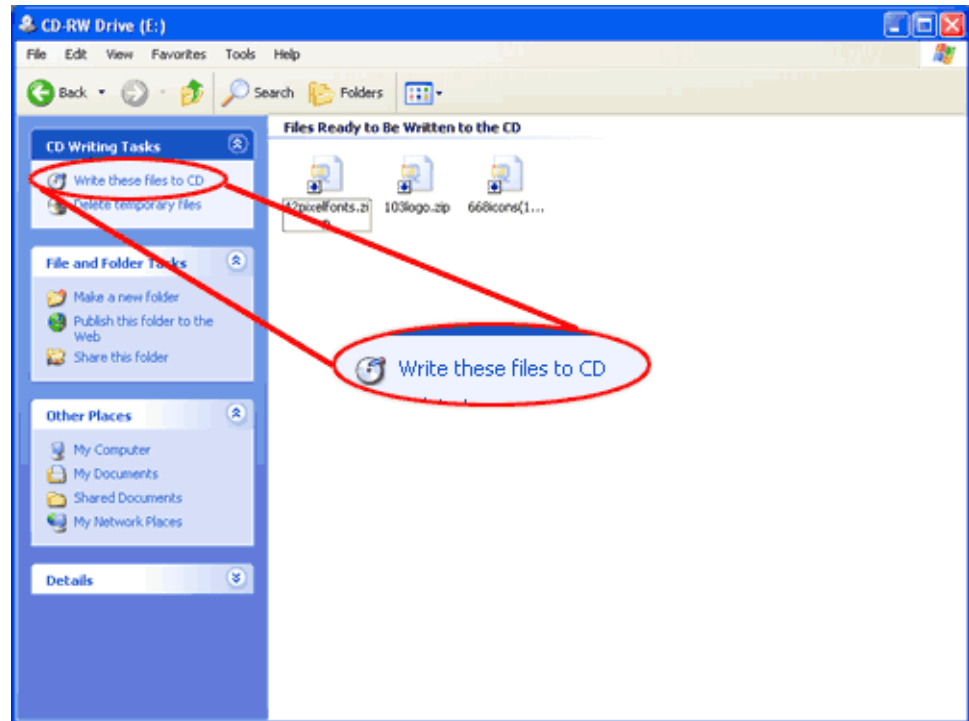 CD-RW Drive (E:)
File Edit View Favorites Tools Help
Back Search Folders
Files Ready to Be Written to the CD
CD Writing Tasks
Write these files to CD
Delete temporary files
42pixelfonts.zi
p
103logo.zip
668icons(1...
File and Folder Tasks
Make a new folder
Publish this folder to the
Web
Share this folder
Write these files to CD
Other Places
My Computer
My Documents
Shared Documents
My Network Places
Details